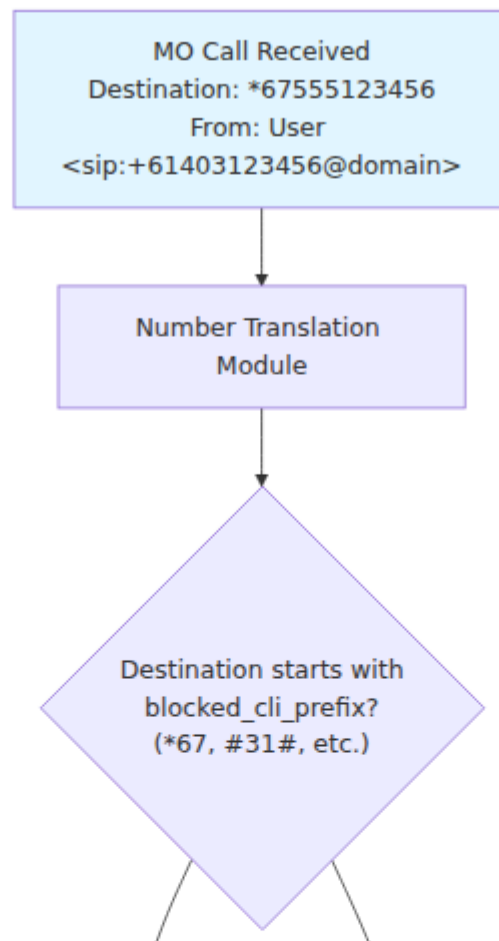 MO Call Received
Destination: *67555123456
From: User
<sip:+61403123456@domain>
Number Translation
Module
Destination starts with
blocked_cli_prefix?
(*67, #31#, etc.)